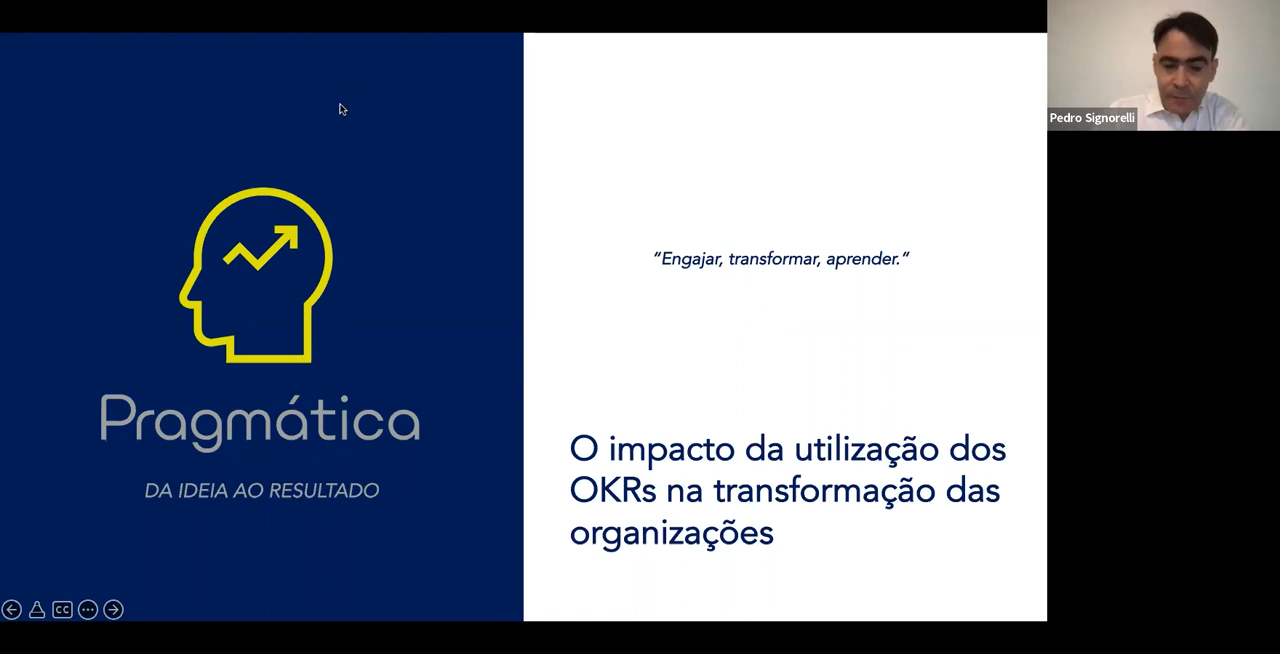 Pedro Signorelli
Pragmática
DA IDEIA AO RESULTADO
“Engajar, transformar, aprender.”
O impacto da utilização dos
OKRs na transformação das
organizações
CC